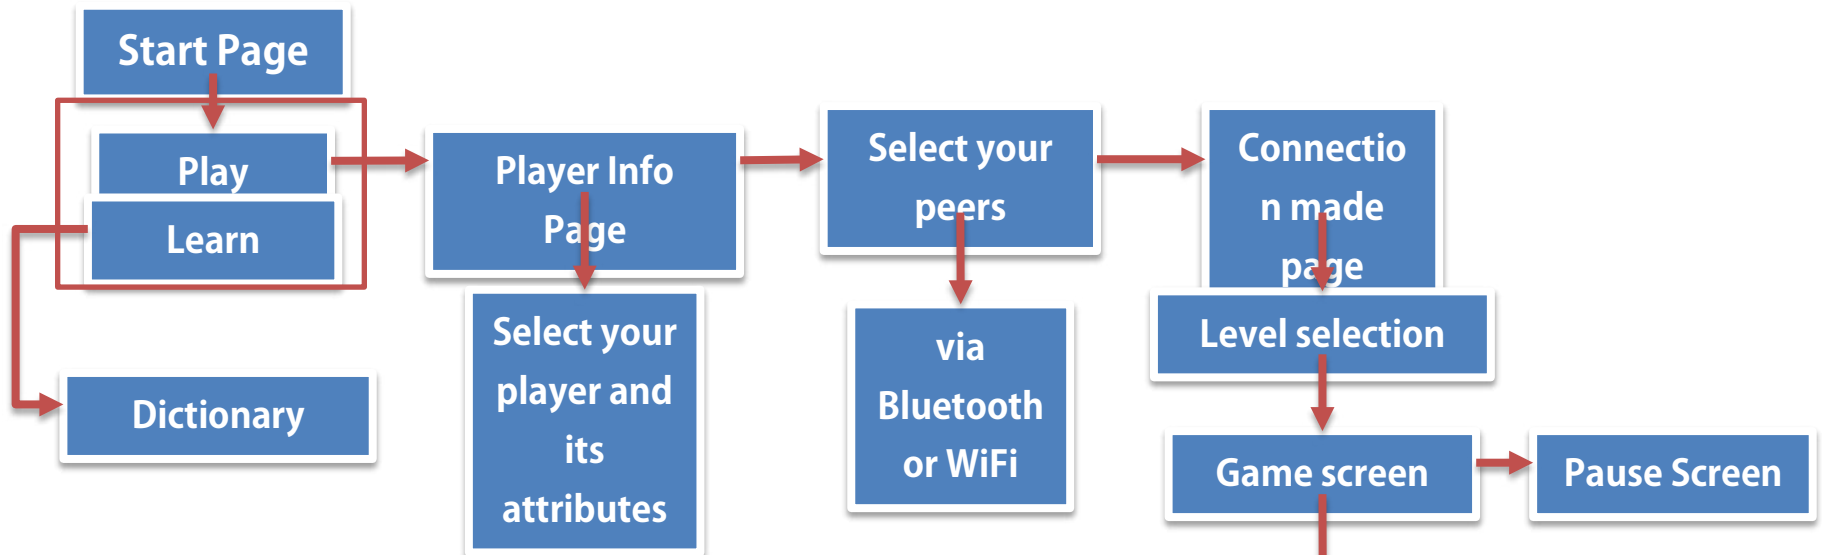 Start Page
Play
Learn
Dictionary
Player Info
Page
Select your
player and
its
attributes
Select your
peers
via
Bluetooth
or WiFi
Connectio
n made
page
Level selection
Game screen
Pause Screen